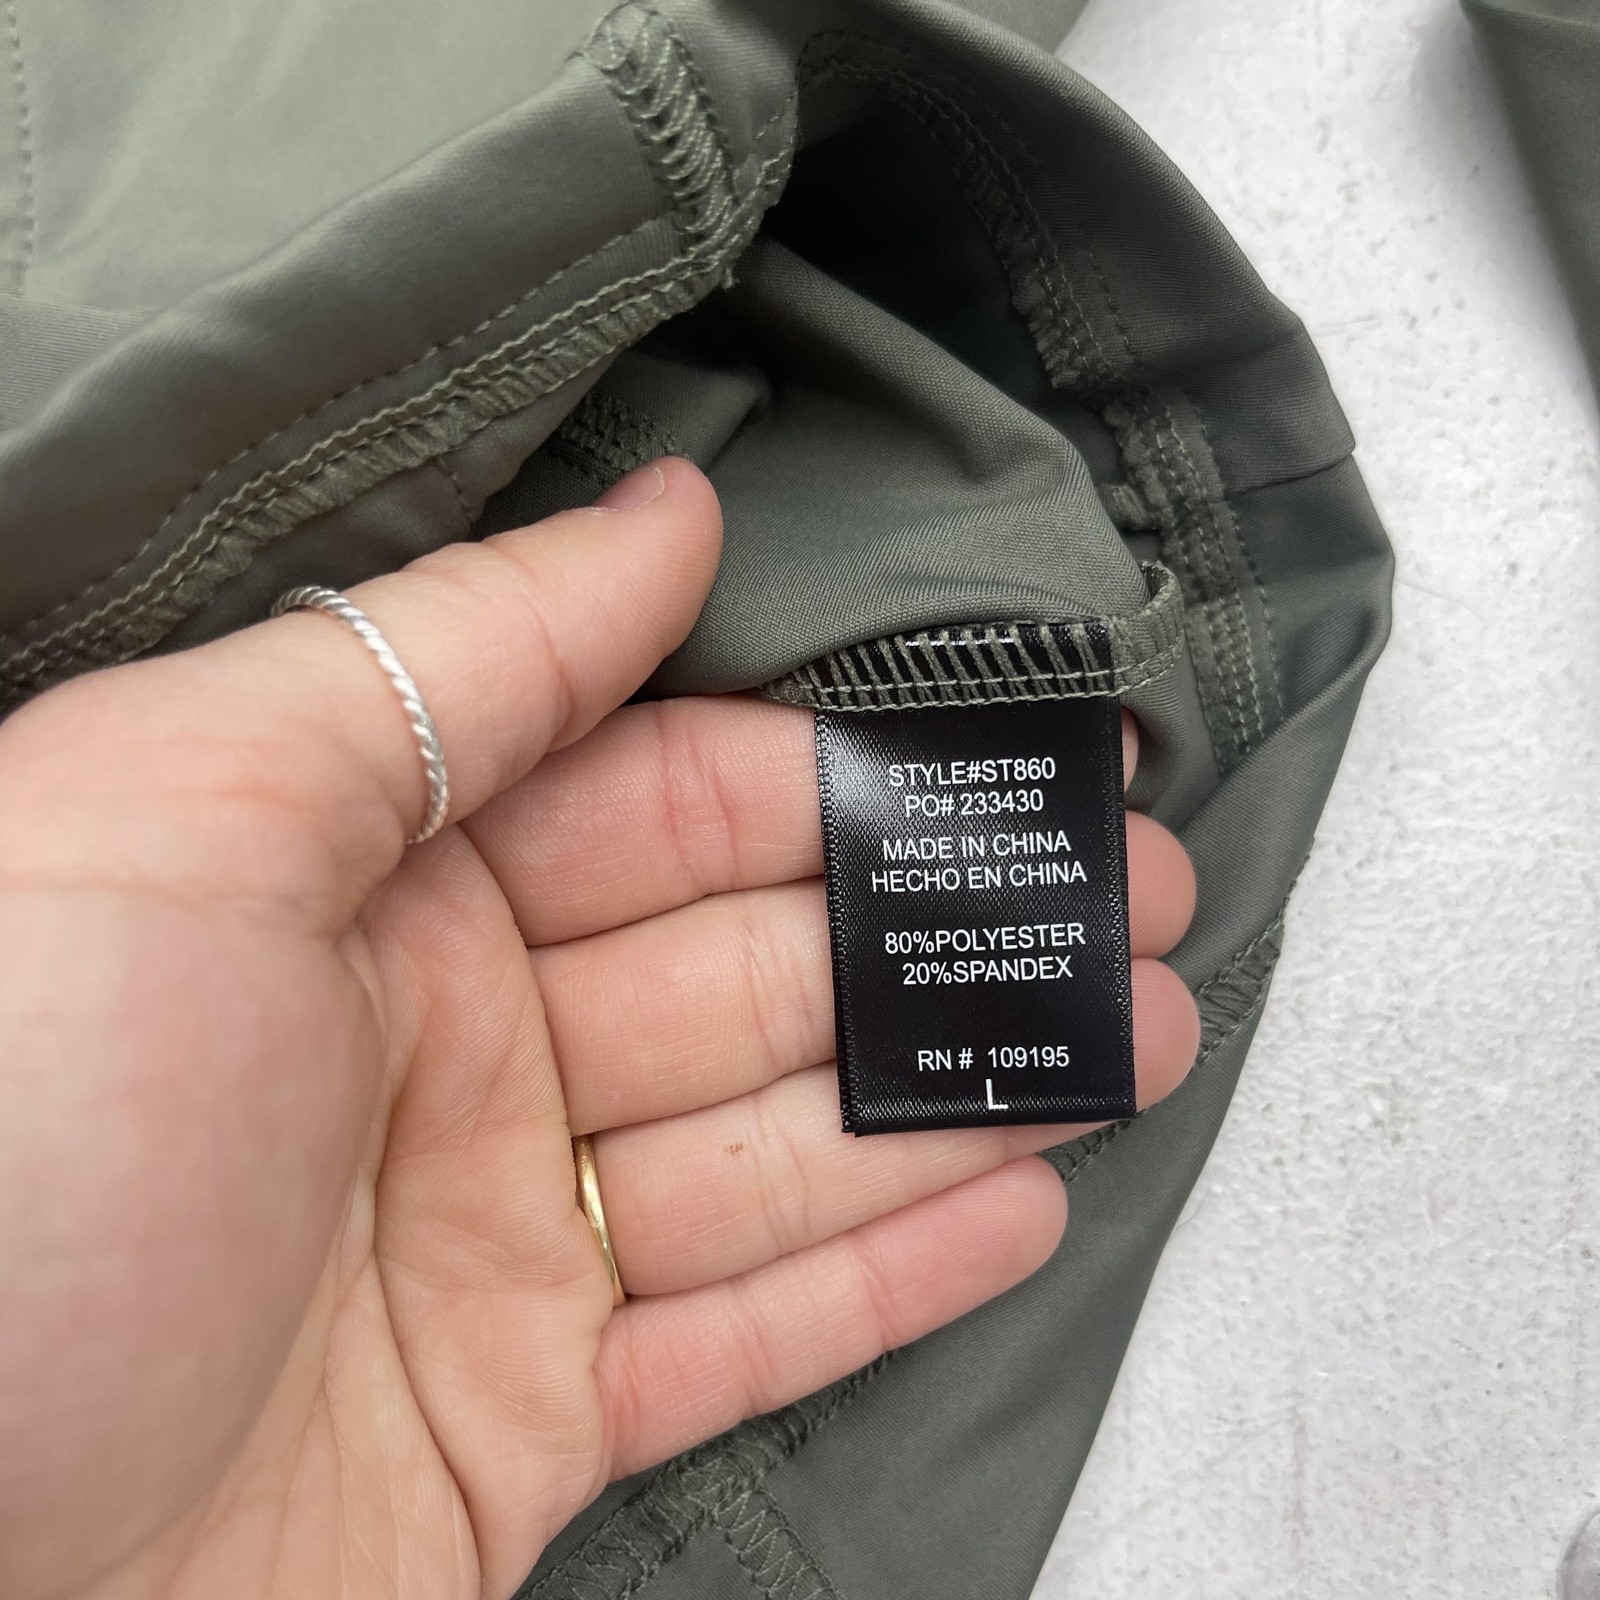 STYLE#ST860
PO# 233430
MADE IN CHINA
HECHO EN CHINA
80%POLYESTER
20%SPANDEX
RN # 109195
L